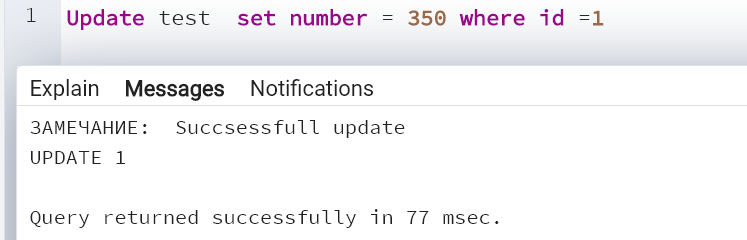 1 Update test  set number = 350 where id =1
Explain Messages Notifications
ЗАМЕЧАНИЕ:  Succsessfull update
UPDATE 1
Query returned successfully in 77 msec.